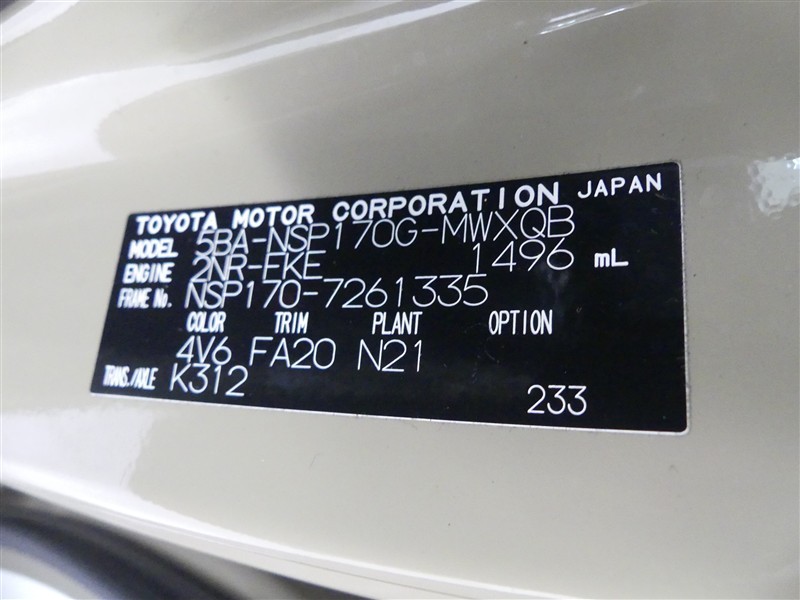 TOYOTA MOTOR CORPORATION JAPAN
MODEL 5BA-NSP170G-MWXQB
ENGINE 2NR-EKE 1496 mL
FRAME No. NSP170-7261335
COLOR TRIM PLANT OPTION
4V6 FA20 N21
TRANS./AXLE K312
233